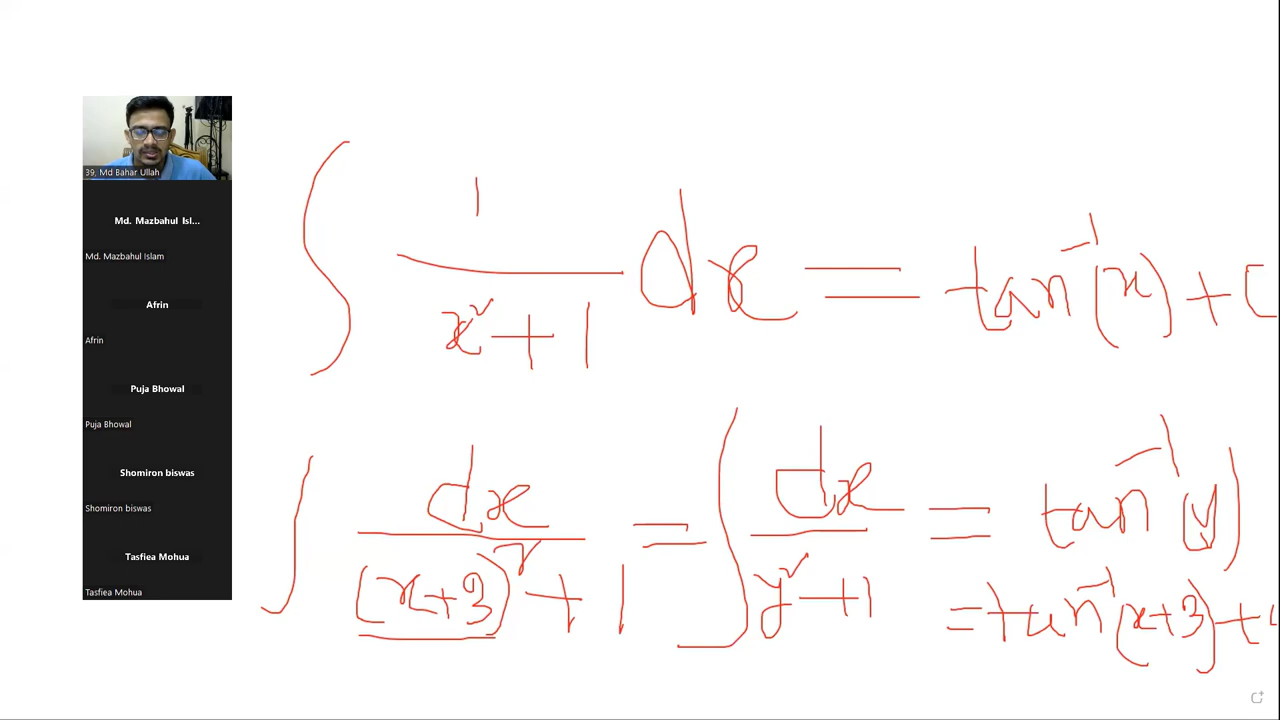 39, Md Bahar Ullah
Md. Mazbahul Isl...
Md. Mazbahul Islam
Afrin
Afrin
Puja Bhowal
Puja Bhowal
Shomiron biswas
Shomiron biswas
Tasfiea Mohua
Tasfiea Mohua
∫ 1/(x²+1) dx = tan⁻¹(x) + C
∫ dx/((x+3)²+1) = ∫ dx/(y²+1) = tan⁻¹(y)
= tan⁻¹(x+3) + C